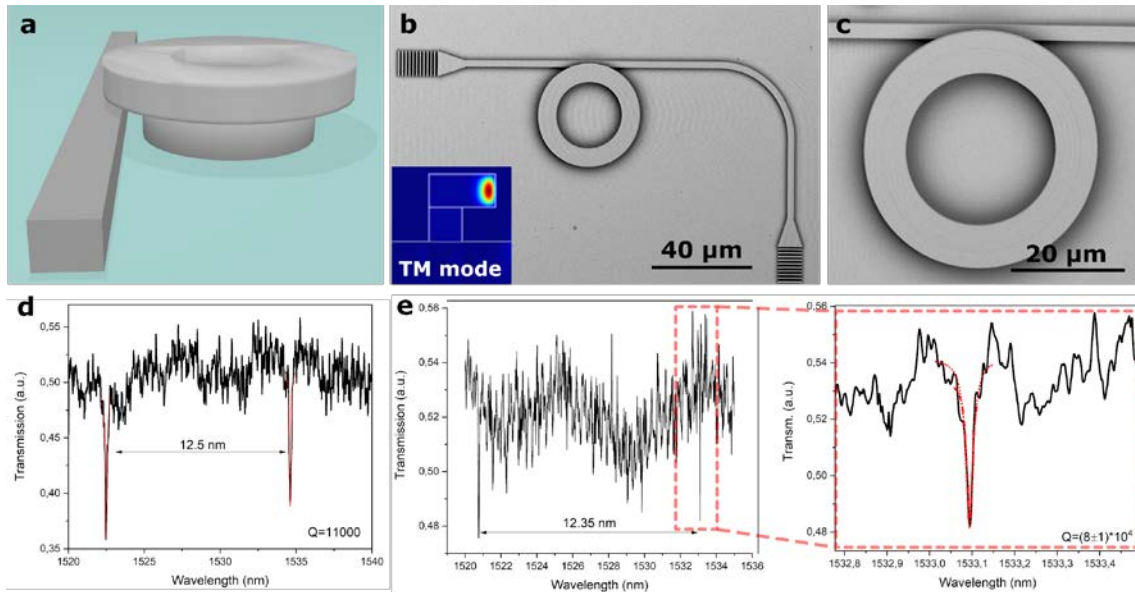 a
b
TM mode
40 µm
c
20 µm
d
Transmission (a.u.)
0,55
0,50
0,45
0,40
0,35
12.5 nm
Q=11000
1520 1525 1530 1535 1540
Wavelength (nm)
e
Transmission (a.u.)
0,56
0,54
0,52
0,50
0,48
12.35 nm
1520 1522 1524 1526 1528 1530 1532 1534 1536
Wavelength (nm)
Transm. (a.u.)
0,56
0,54
0,52
0,50
0,48
Q=(8±1)*10⁴
1532,8 1532,9 1533,0 1533,1 1533,2 1533,3 1533,4
Wavelength (nm)